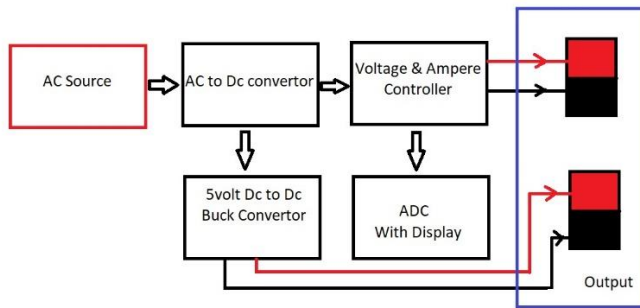 AC Source
AC to Dc convertor
Voltage & Ampere
Controller
5volt Dc to Dc
Buck Convertor
ADC
With Display
Output